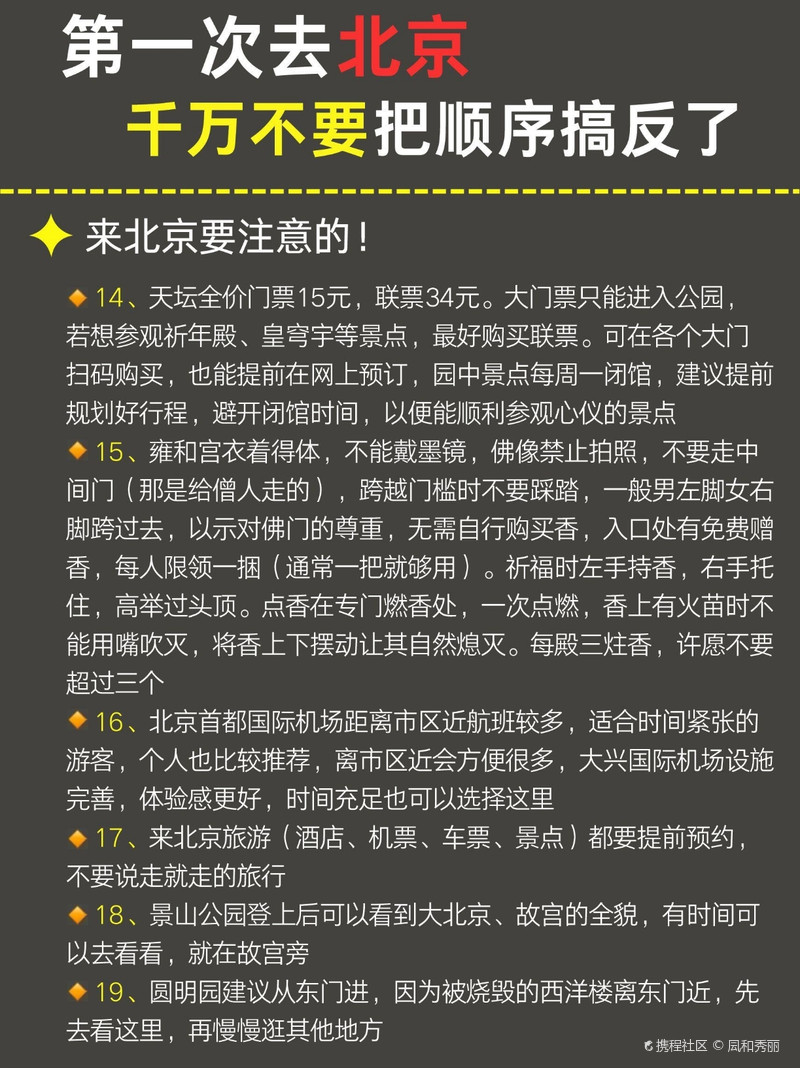 第一次去北京
千万不要把顺序搞反了
来北京要注意的！
14、天坛全价门票15元，联票34元。大门票只能进入公园，
若想参观祈年殿、皇穹宇等景点，最好购买联票。可在各个大门
扫码购买，也能提前在网上预订，园中景点每周一闭馆，建议提前
规划好行程，避开闭馆时间，以便能顺利参观心仪的景点
15、雍和宫衣着得体，不能戴墨镜，佛像禁止拍照，不要走中
间门（那是给僧人走的），跨越门槛时不要踩踏，一般男左脚女右
脚跨过去，以示对佛门的尊重，无需自行购买香，入口处有免费赠
香，每人限领一捆（通常一把就够用）。祈福时左手持香，右手托
住，高举过头顶。点香在专门燃香处，一次点燃，香上有火苗时不
能用嘴吹灭，将香上下摆动让其自然熄灭。每殿三炷香，许愿不要
超过三个
16、北京首都国际机场距离市区近航班较多，适合时间紧张的
游客，个人也比较推荐，离市区近会方便很多，大兴国际机场设施
完善，体验感更好，时间充足也可以选择这里
17、来北京旅游（酒店、机票、车票、景点）都要提前预约，
不要说走就走的旅行
18、景山公园登上后可以看到大北京、故宫的全貌，有时间可
以去看看，就在故宫旁
19、圆明园建议从东门进，因为被烧毁的西洋楼离东门近，先
去看这里，再慢慢逛其他地方
携程社区 © 凬和秀丽